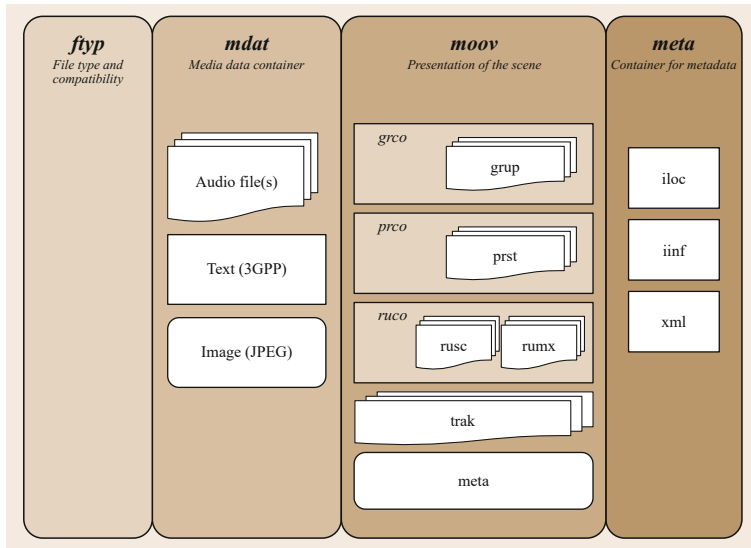 ftyp
File type and
compatibility
mdat
Media data container
Audio file(s)
Text (3GPP)
Image (JPEG)
moov
Presentation of the scene
grco
grup
prco
prst
ruco
rusc
rumx
trak
meta
meta
Container for metadata
iloc
iinf
xml